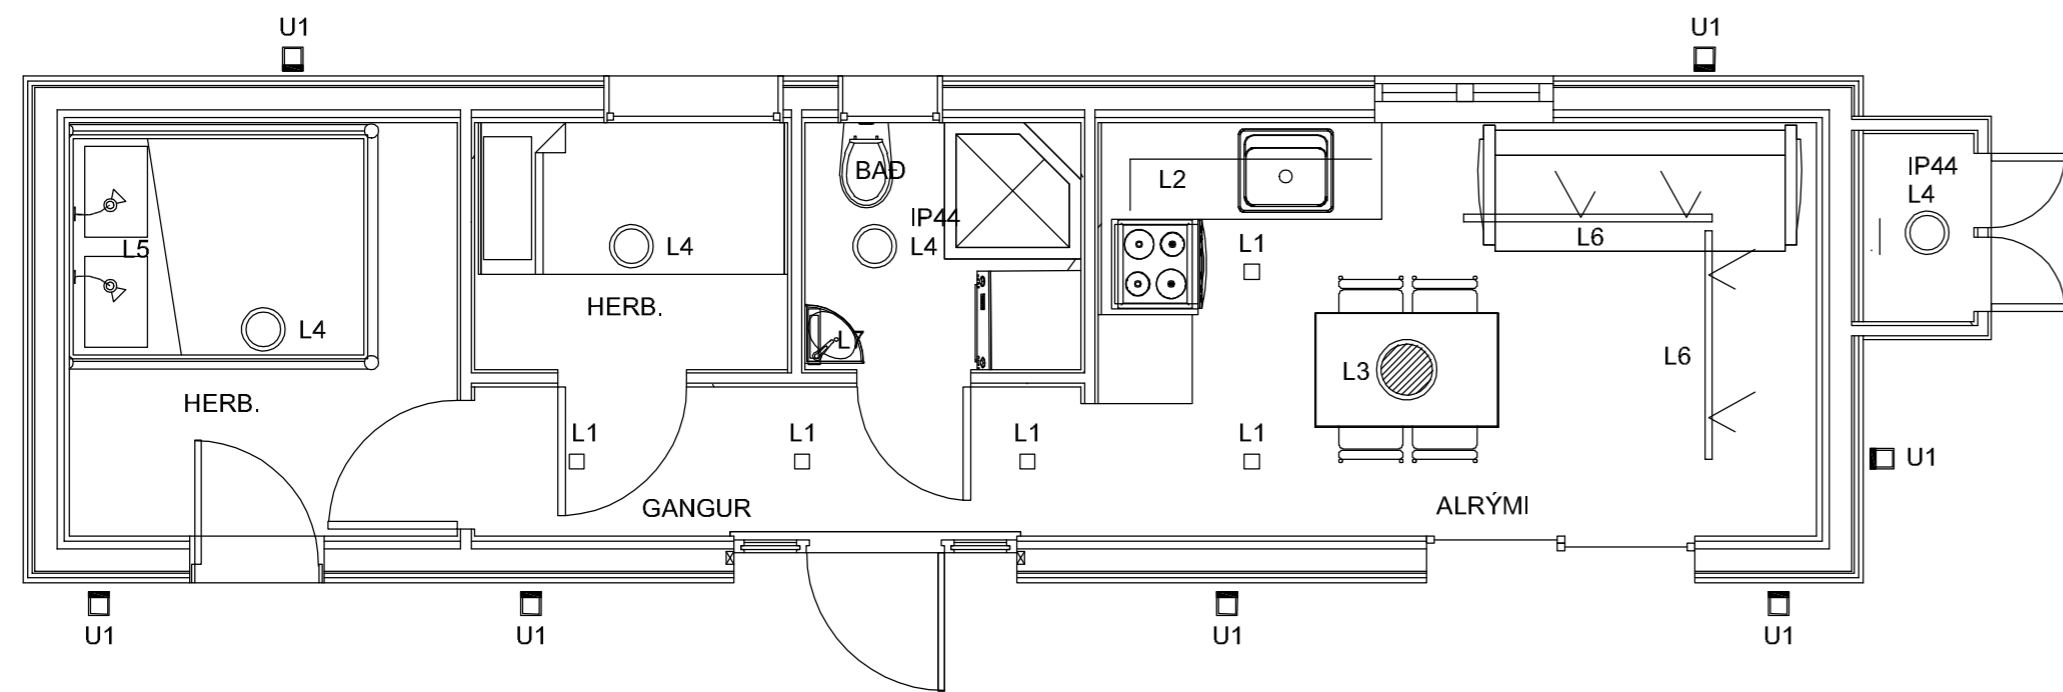 U1
U1
BAÐ
L2
IP44
L4
IP44
L4
L5
L4
L1
L6
HERB.
L4
L7
L3
L6
HERB.
L1
L1
L1
L1
U1
GANGUR
ALRÝMI
U1
U1
U1
U1